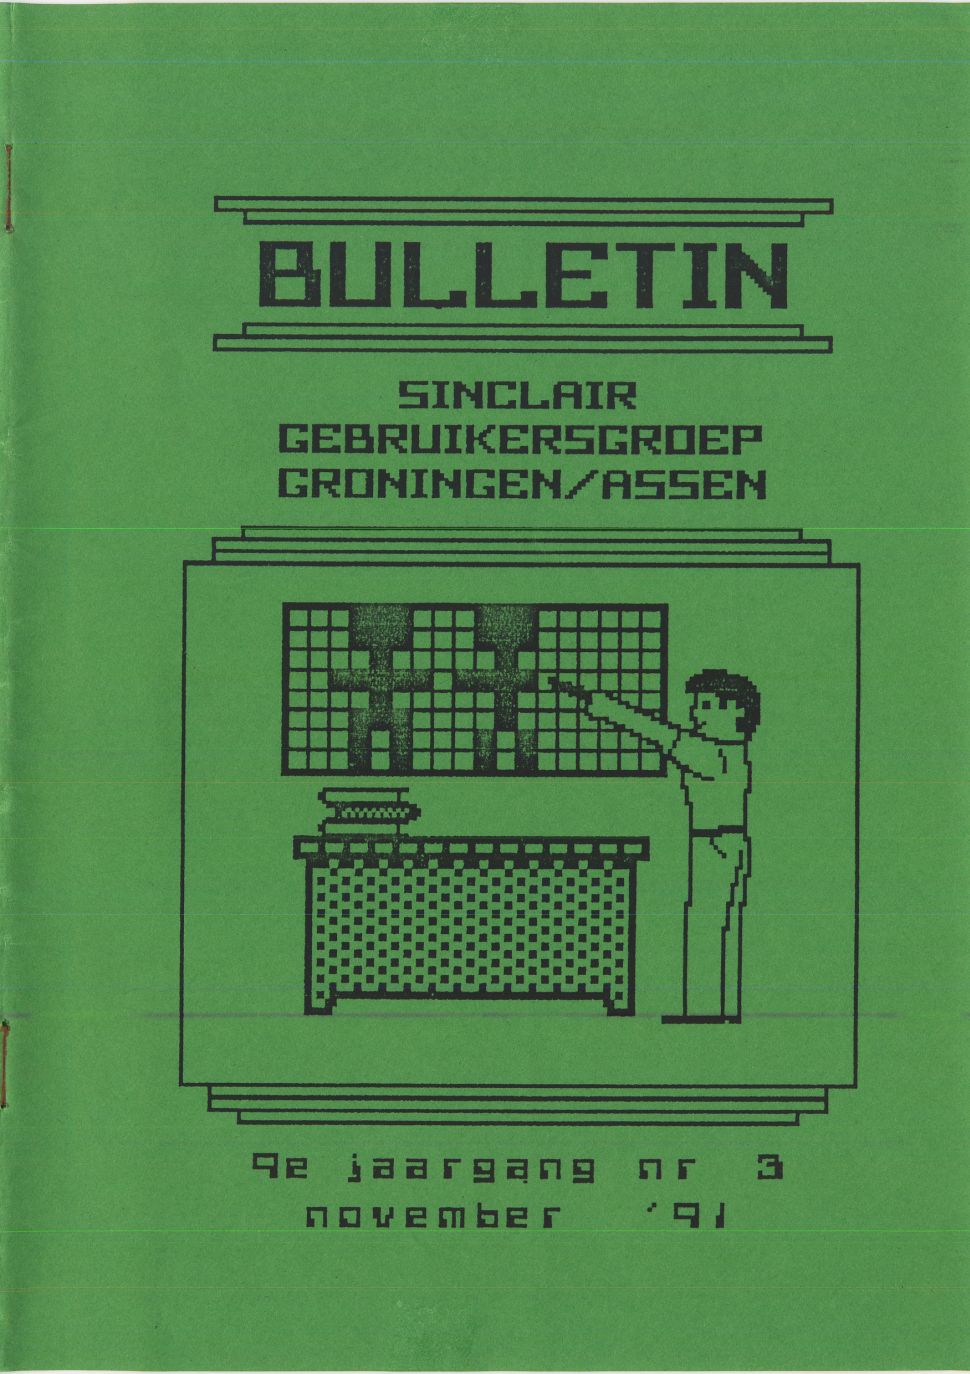 BULLETIN
SINCLAIR
GEBRUIKERSGROEP
GRONINGEN/ASSEN
9e jaargang nr 3
november '91